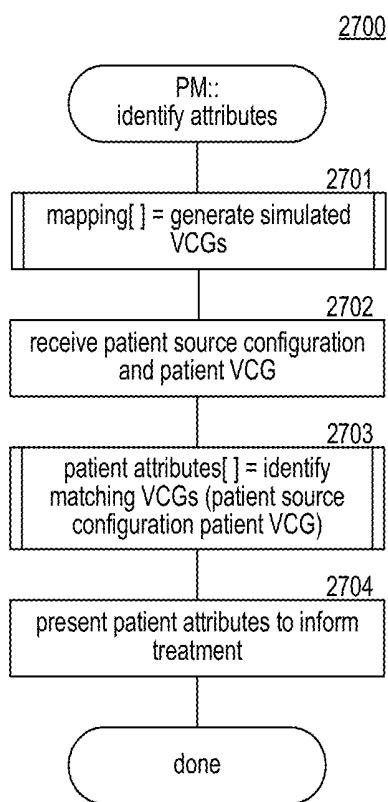 2700
PM::
identify attributes
2701
mapping[ ] = generate simulated
VCGs
2702
receive patient source configuration
and patient VCG
2703
patient attributes[ ] = identify
matching VCGs (patient source
configuration patient VCG)
2704
present patient attributes to inform
treatment
done